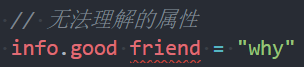 // 无法理解的属性
info.good friend = "why"